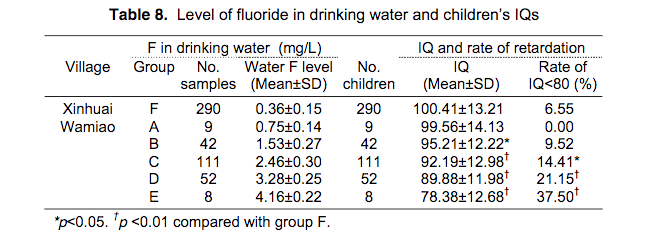 Table 8. Level of fluoride in drinking water and children's IQs
F in drinking water (mg/L) IQ and rate of retardation
Village Group No. samples Water F level (Mean±SD) No. children IQ (Mean±SD) Rate of IQ<80 (%)
Xinhuai F 290 0.36±0.15 290 100.41±13.21 6.55
Wamiao A 9 0.75±0.14 9 99.56±14.13 0.00
B 42 1.53±0.27 42 95.21±12.22* 9.52
C 111 2.46±0.30 111 92.19±12.98† 14.41*
D 52 3.28±0.25 52 89.88±11.98† 21.15†
E 8 4.16±0.22 8 78.38±12.68† 37.50†
*p<0.05. †p <0.01 compared with group F.